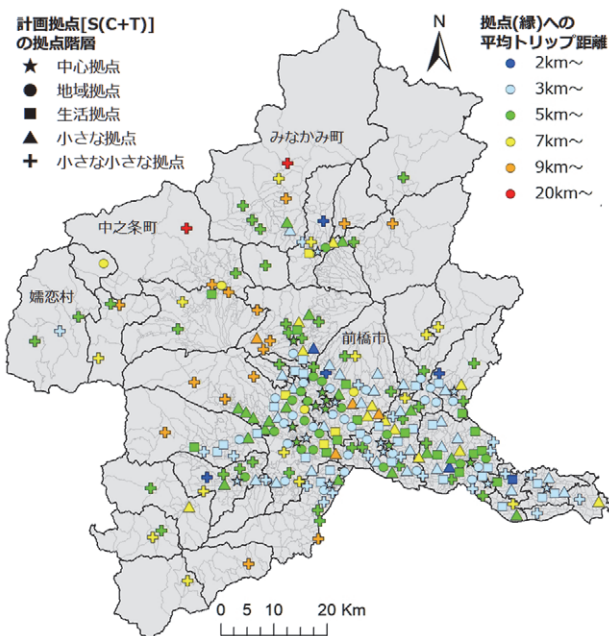 計画拠点[S(C+T)]
の拠点階層
中心拠点
地域拠点
生活拠点
小さな拠点
小さな小さな拠点
N
拠点(縁)への
平均トリップ距離
2km～
3km～
5km～
7km～
9km～
20km～
みなかみ町
中之条町
嬬恋村
前橋市
0 5 10 20 Km